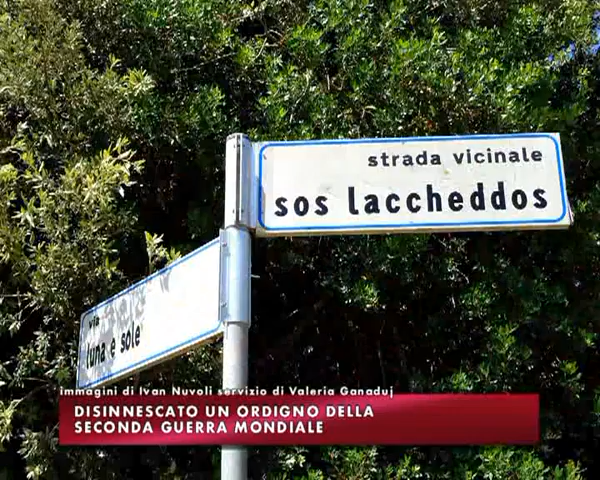 strada vicinale
sos laccheddos
via
luna e sole
Immagini di Ivan Nuvoli servizio di Valeria Ganaduj
DISINNESCATO UN ORDIGNO DELLA
SECONDA GUERRA MONDIALE